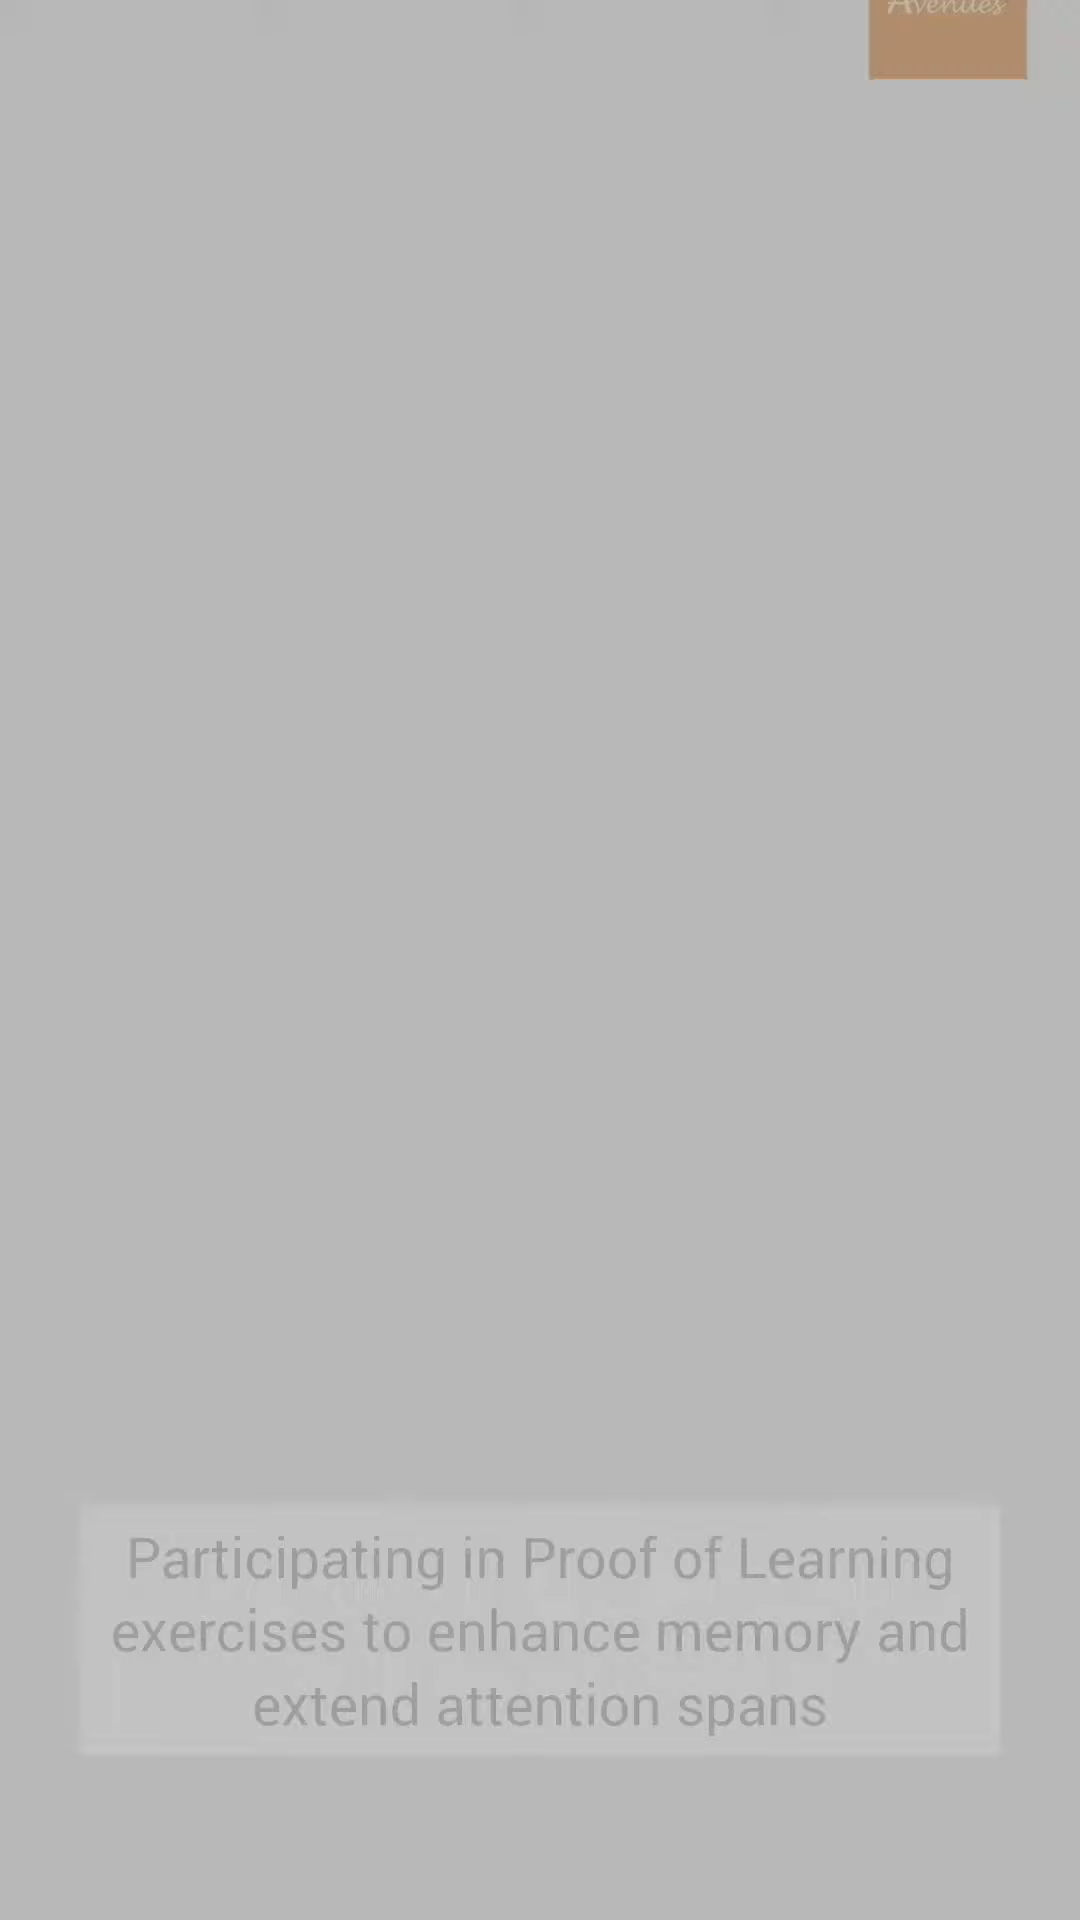 Avenues
Participating in Proof of Learning
exercises to enhance memory and
extend attention spans